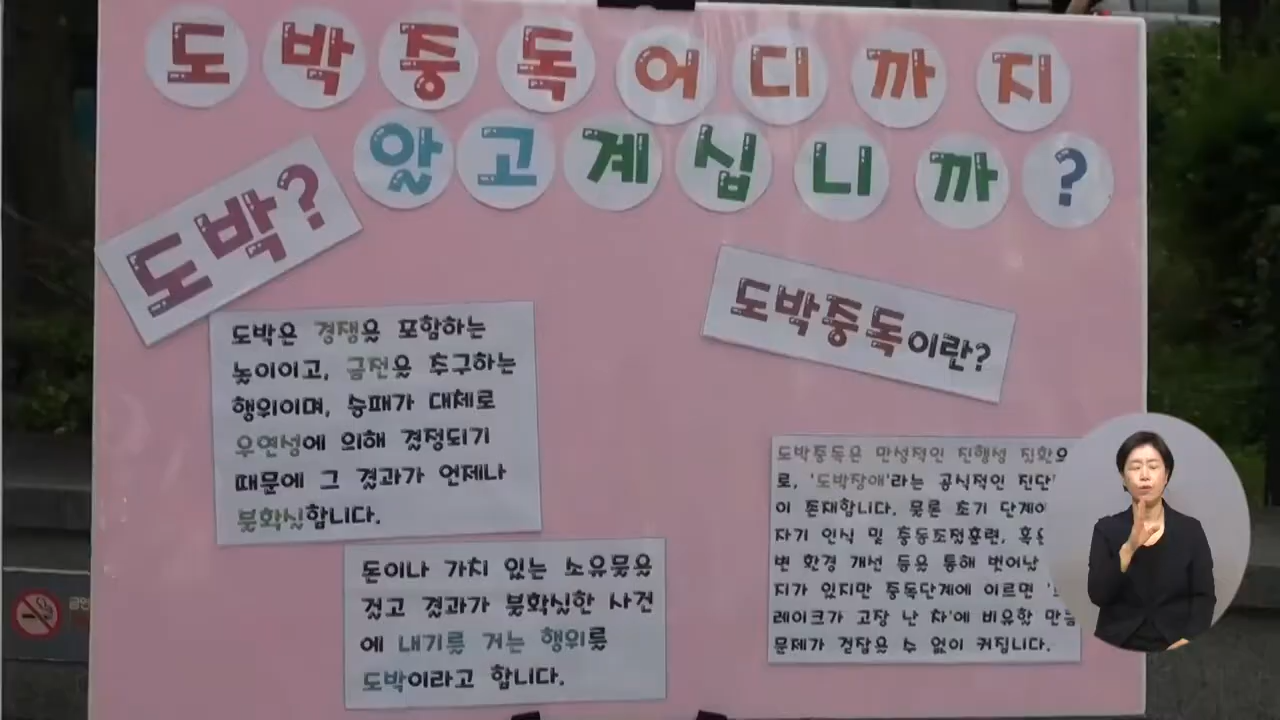 도박중독어디까지
알고계십니까?
도박?
도박은 경쟁을 포함하는
놀이이고, 금전을 추구하는
행위이며, 승패가 대체로
우연성에 의해 결정되기
때문에 그 결과가 언제나
불확실합니다.
돈이나 가치 있는 소유물을
걸고 결과가 불확실한 사건
에 내기를 거는 행위를
도박이라고 합니다.
도박중독이란?
도박중독은 만성적인 진행성 질환으
로, '도박장애'라는 공식적인 진단
이 존재합니다. 물론 초기 단계에
자기 인식 및 충동조절훈련, 혹은
변 환경 개선 등을 통해 벗어날
지가 있지만 중독단계에 이르면
레이크가 고장 난 차'에 비유할 만큼
문제가 걷잡을 수 없이 커집니다.